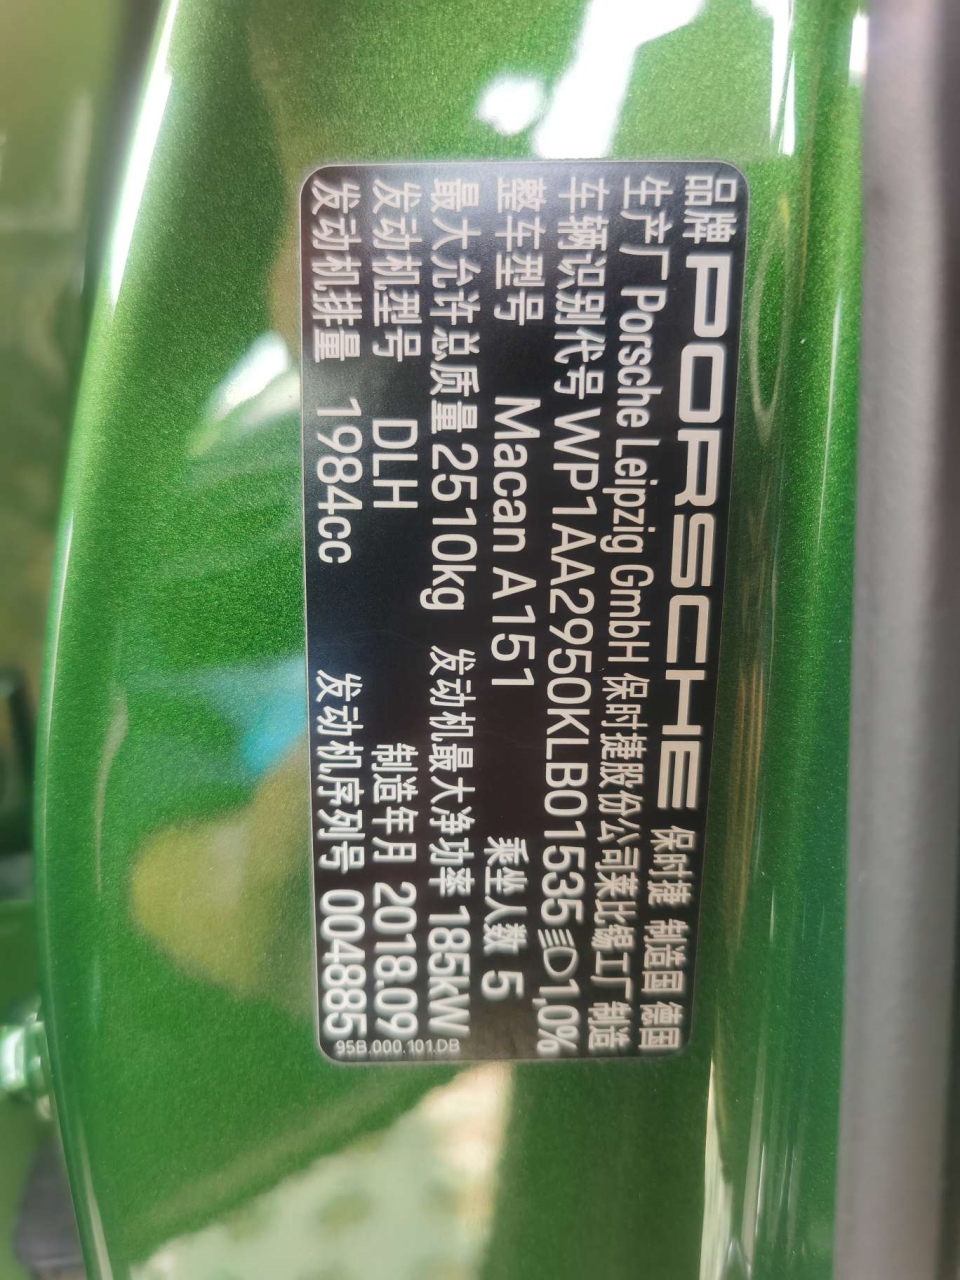 品牌 PORSCHE 保时捷 制造国 德国
生产厂 Porsche Leipzig GmbH 保时捷股份公司莱比锡工厂 制造
车辆识别代号 WP1AA2950KLB01535 1,0%
整车型号 Macan A151 乘坐人数 5
最大允许总质量 2510kg 发动机最大净功率 185kW
发动机型号 DLH 制造年月 2018.09
发动机排量 1984cc 发动机序列号 004885
95B.000.101.DB